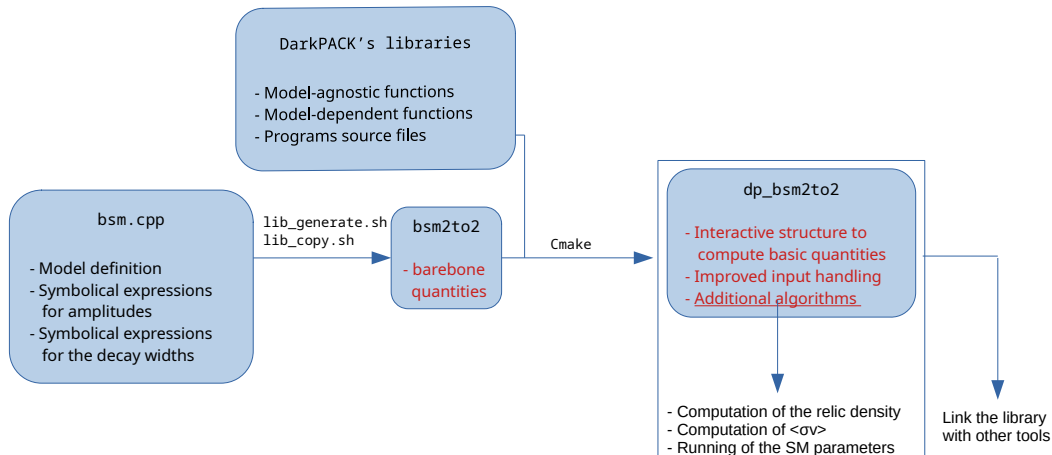 DarkPACK's libraries
- Model-agnostic functions
- Model-dependent functions
- Programs source files
bsm.cpp
- Model definition
- Symbolical expressions
for amplitudes
- Symbolical expressions
for the decay widths
lib_generate.sh
lib_copy.sh
bsm2to2
- barebone
quantities
Cmake
dp_bsm2to2
- Interactive structure to
compute basic quantities
- Improved input handling
- Additional algorithms
- Computation of the relic density
- Computation of <σv>
- Running of the SM parameters
Link the library
with other tools